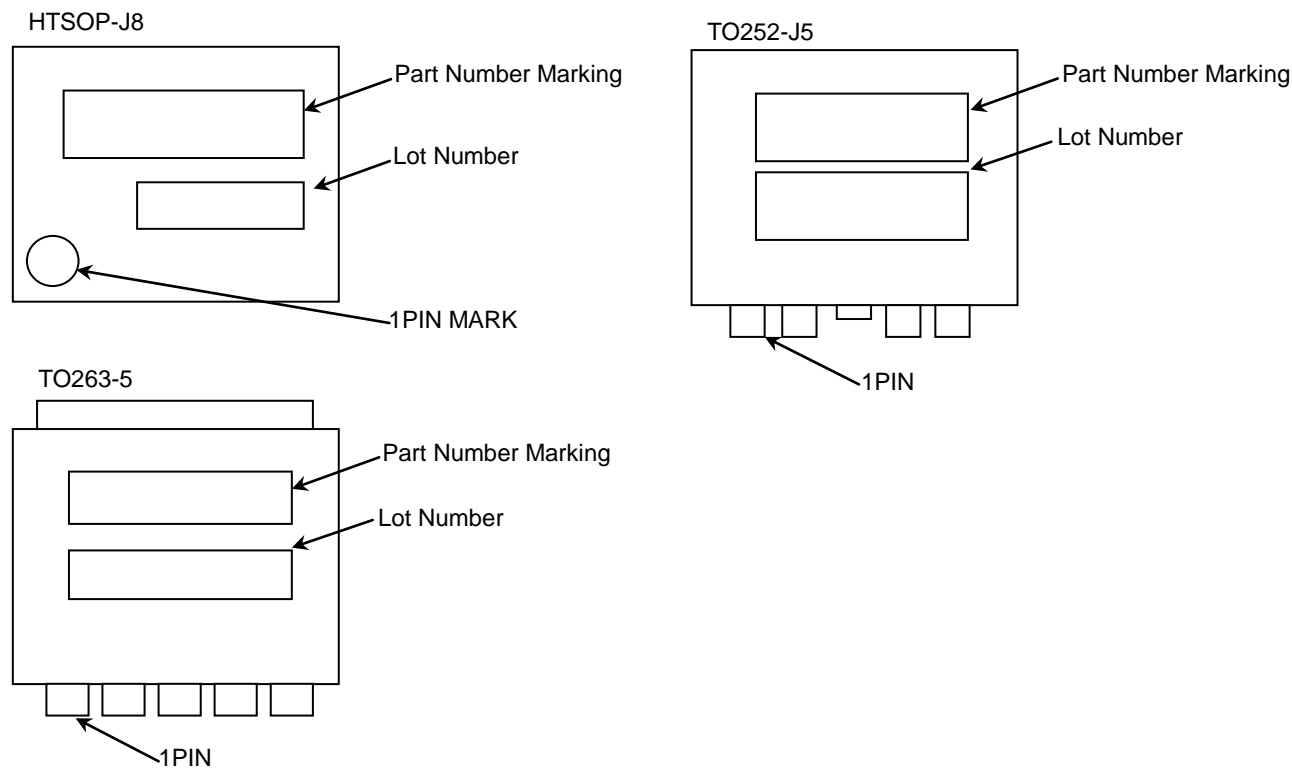 HTSOP-J8
Part Number Marking
Lot Number
1PIN MARK
TO252-J5
Part Number Marking
Lot Number
1PIN
TO263-5
Part Number Marking
Lot Number
1PIN